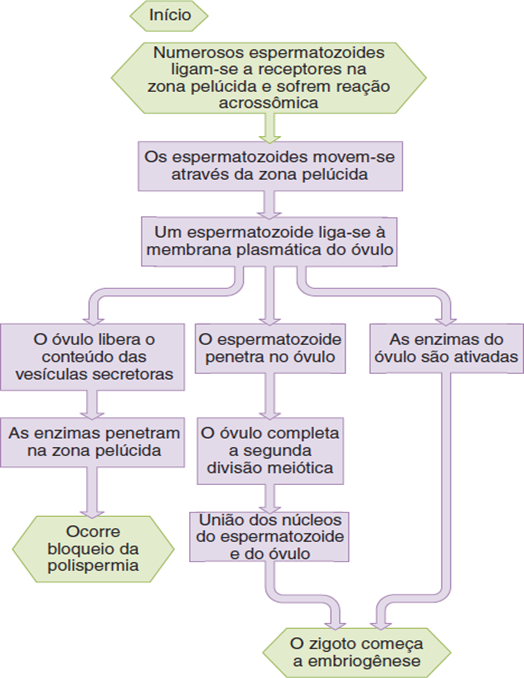 Início
Numerosos espermatozoides
ligam-se a receptores na
zona pelúcida e sofrem reação
acrossômica
Os espermatozoides movem-se
através da zona pelúcida
Um espermatozoide liga-se à
membrana plasmática do óvulo
O óvulo libera o
conteúdo das
vesículas secretoras
As enzimas penetram
na zona pelúcida
Ocorre
bloqueio da
polispermia
O espermatozoide
penetra no óvulo
O óvulo completa
a segunda
divisão meiótica
União dos núcleos
do espermatozoide
e do óvulo
As enzimas do
óvulo são ativadas
O zigoto começa
a embriogênese